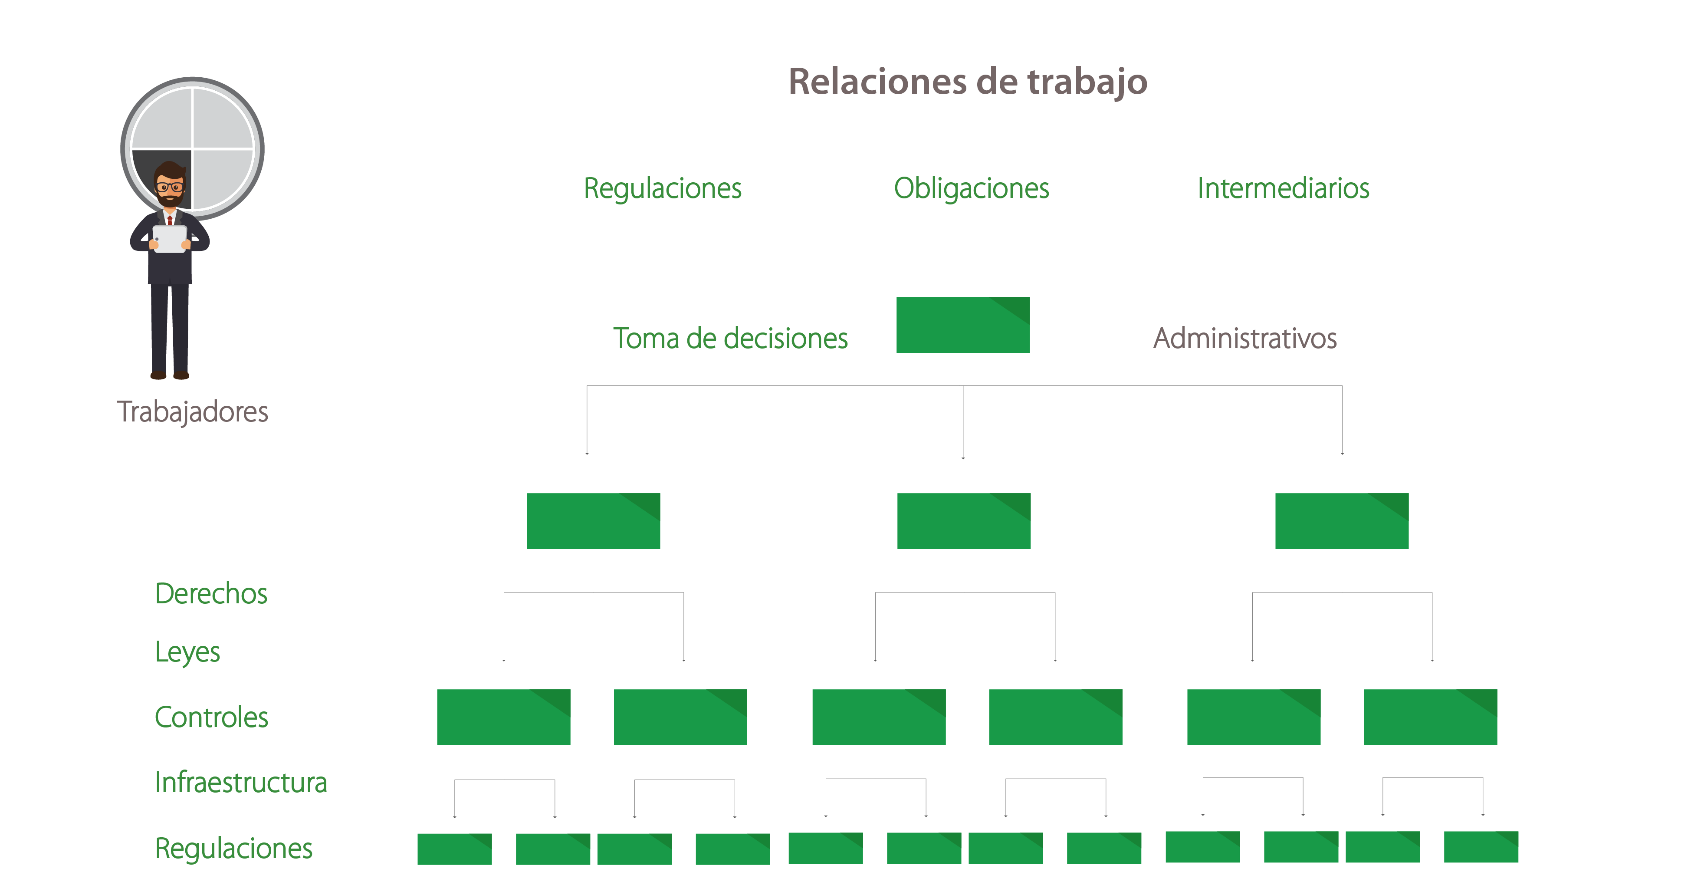 Relaciones de trabajo
Regulaciones
Obligaciones
Intermediarios
Toma de decisiones
Administrativos
Trabajadores
Derechos
Leyes
Controles
Infraestructura
Regulaciones